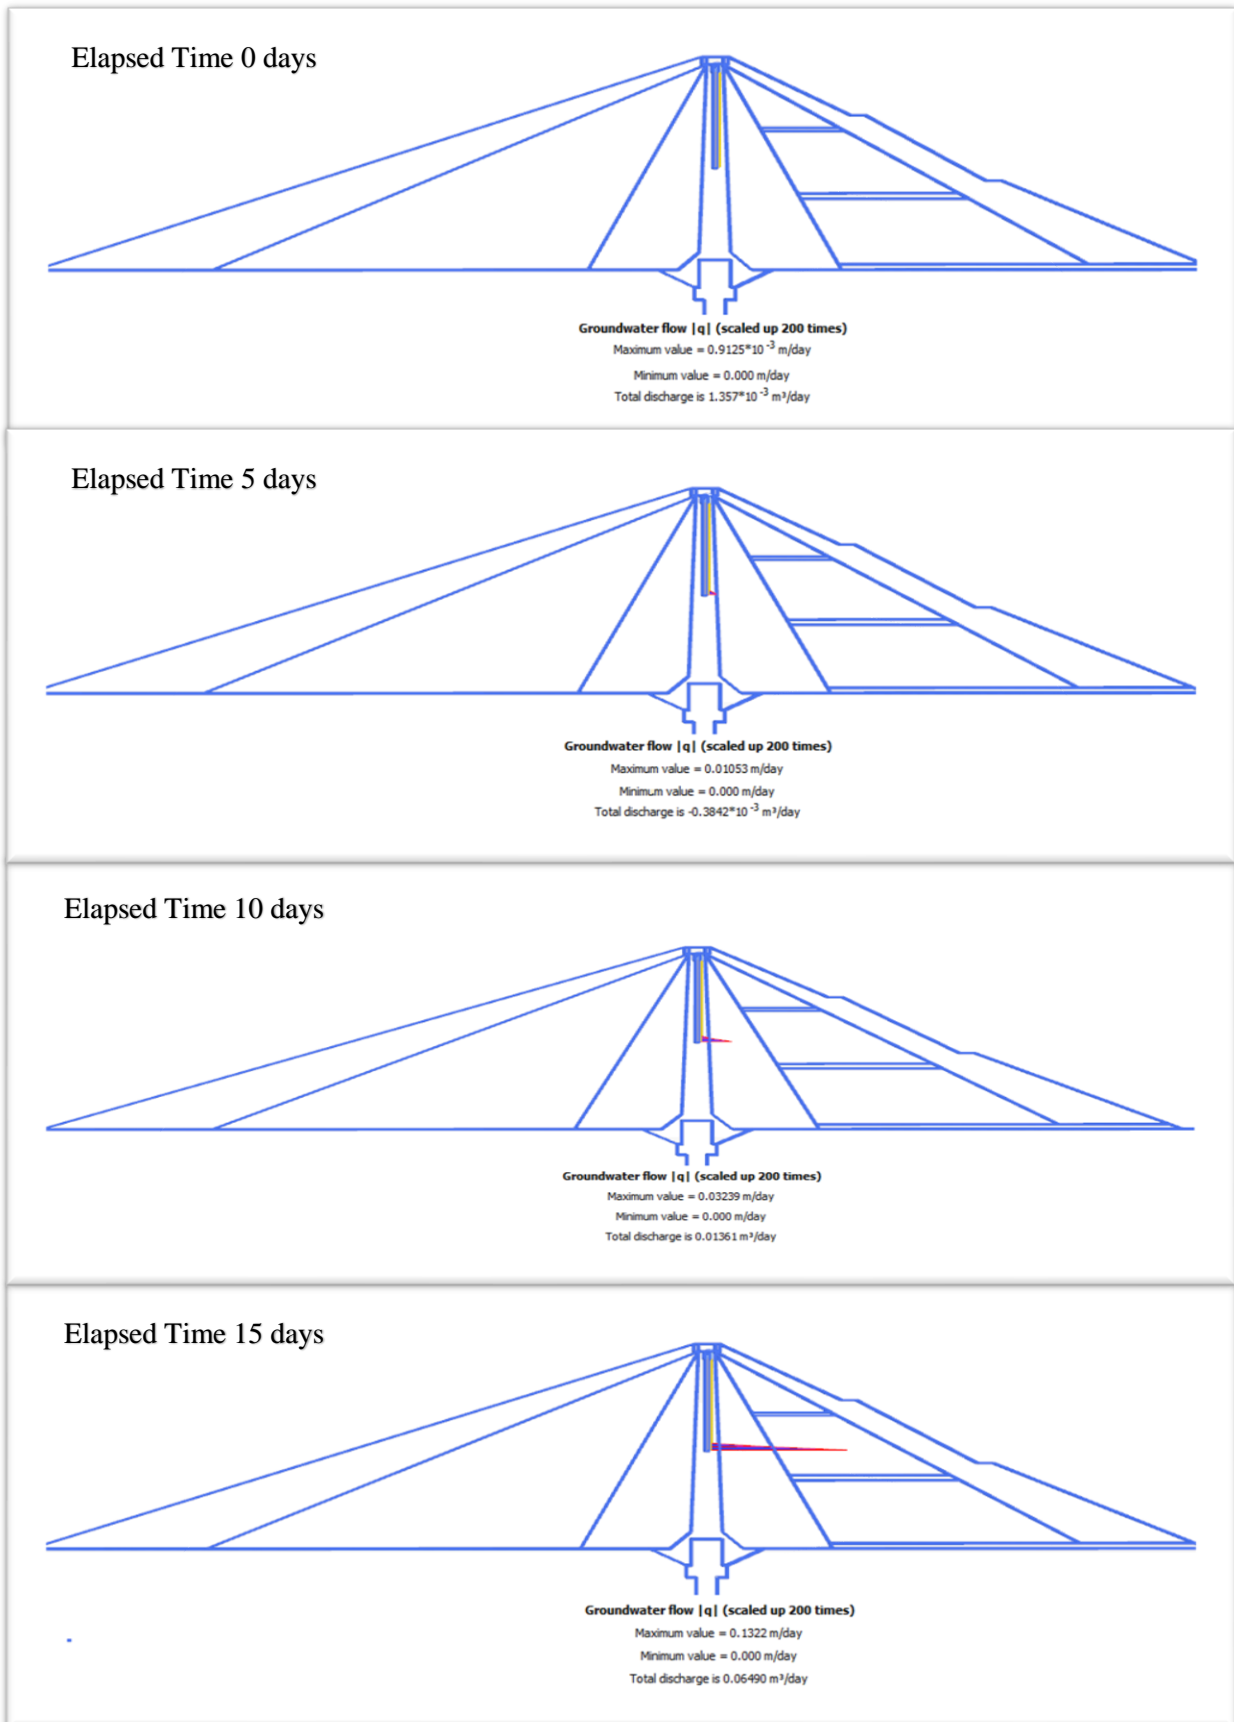 Elapsed Time 0 days
Groundwater flow |q| (scaled up 200 times)
Maximum value = 0.9125*10⁻³ m/day
Minimum value = 0.000 m/day
Total discharge is 1.357*10⁻³ m³/day
Elapsed Time 5 days
Groundwater flow |q| (scaled up 200 times)
Maximum value = 0.01053 m/day
Minimum value = 0.000 m/day
Total discharge is -0.3842*10⁻³ m³/day
Elapsed Time 10 days
Groundwater flow |q| (scaled up 200 times)
Maximum value = 0.03239 m/day
Minimum value = 0.000 m/day
Total discharge is 0.01361 m³/day
Elapsed Time 15 days
Groundwater flow |q| (scaled up 200 times)
Maximum value = 0.1322 m/day
Minimum value = 0.000 m/day
Total discharge is 0.06490 m³/day